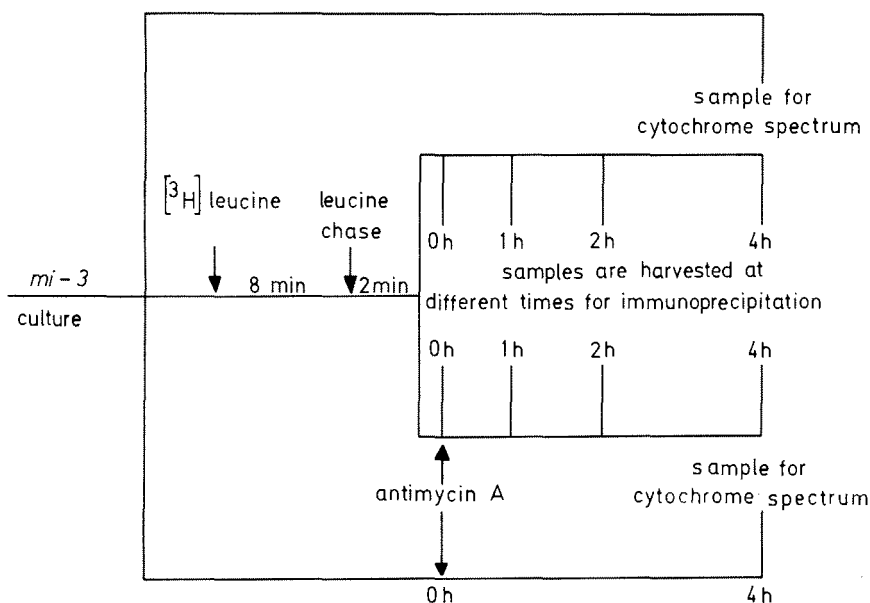 sample for
cytochrome spectrum
[³H] leucine
leucine
chase
0h 1h 2h 4h
mi-3
8 min
2min
samples are harvested at
different times for immunoprecipitation
culture
0h 1h 2h 4h
antimycin A
sample for
cytochrome spectrum
0h 4h